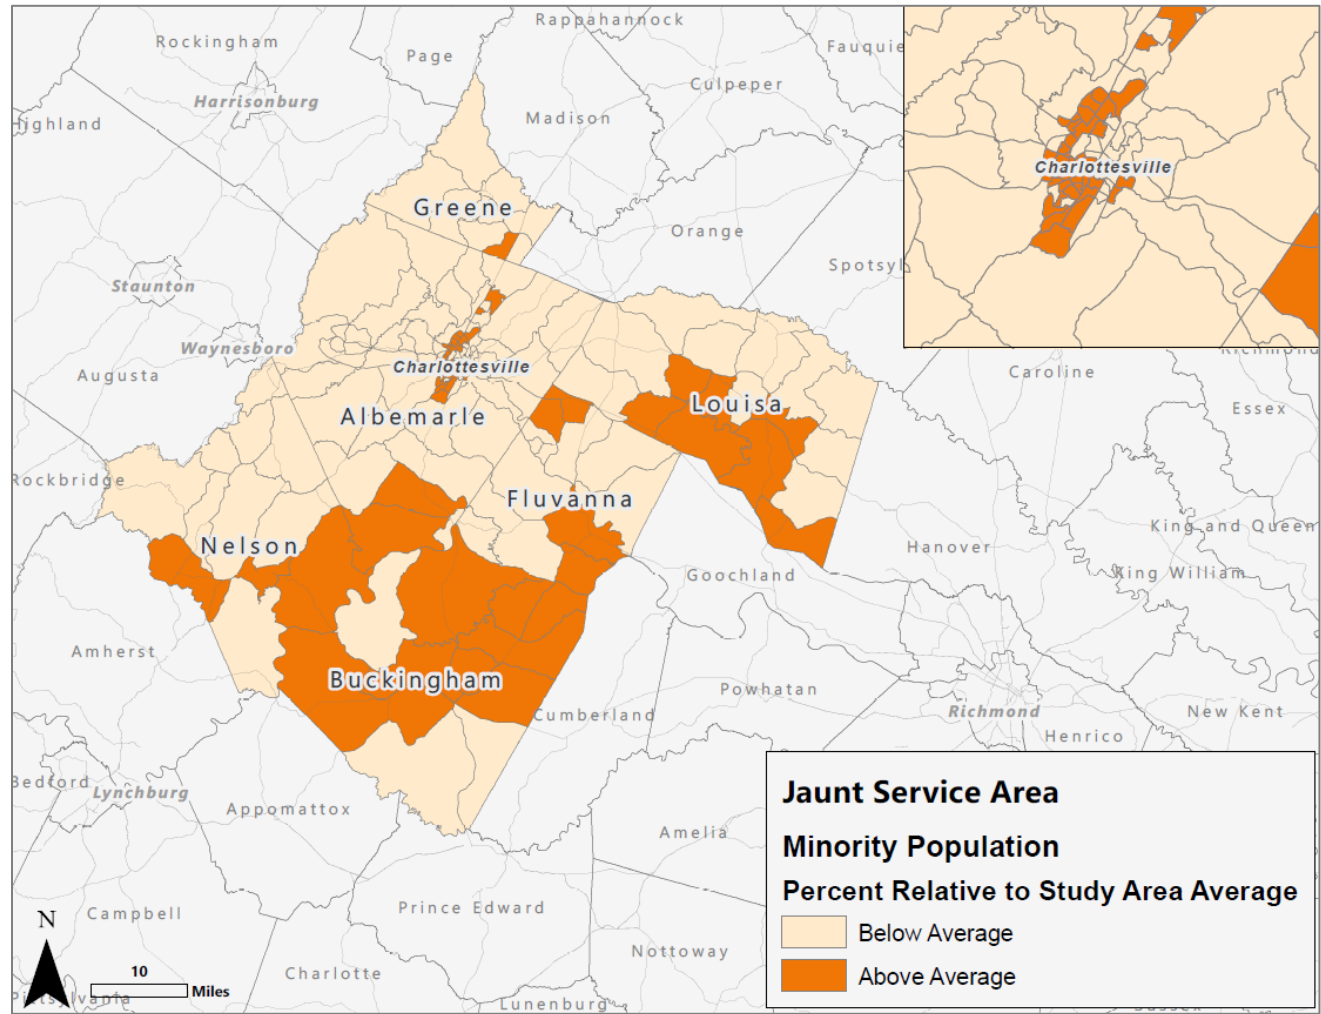 Rappahannock
Rockingham
Page
Fauquie
Culpeper
Harrisonburg
Madison
Highland
Charlottesville
Greene
Orange
Spotsyl
Staunton
Waynesboro
Augusta
Charlottesville
Caroline
Albemarle
Louisa
Essex
Rockbridge
Fluvanna
King and Queen
Nelson
Hanover
Goochland
King William
Amherst
Buckingham
Powhatan
Cumberland
Richmond
New Kent
Henrico
Bedford
Lynchburg
Appomattox
Amelia
Jaunt Service Area
Minority Population
Percent Relative to Study Area Average
Below Average
Above Average
N
Campbell
Prince Edward
Nottoway
Charlotte
10
Miles
Pittsylvania
Lunenburg